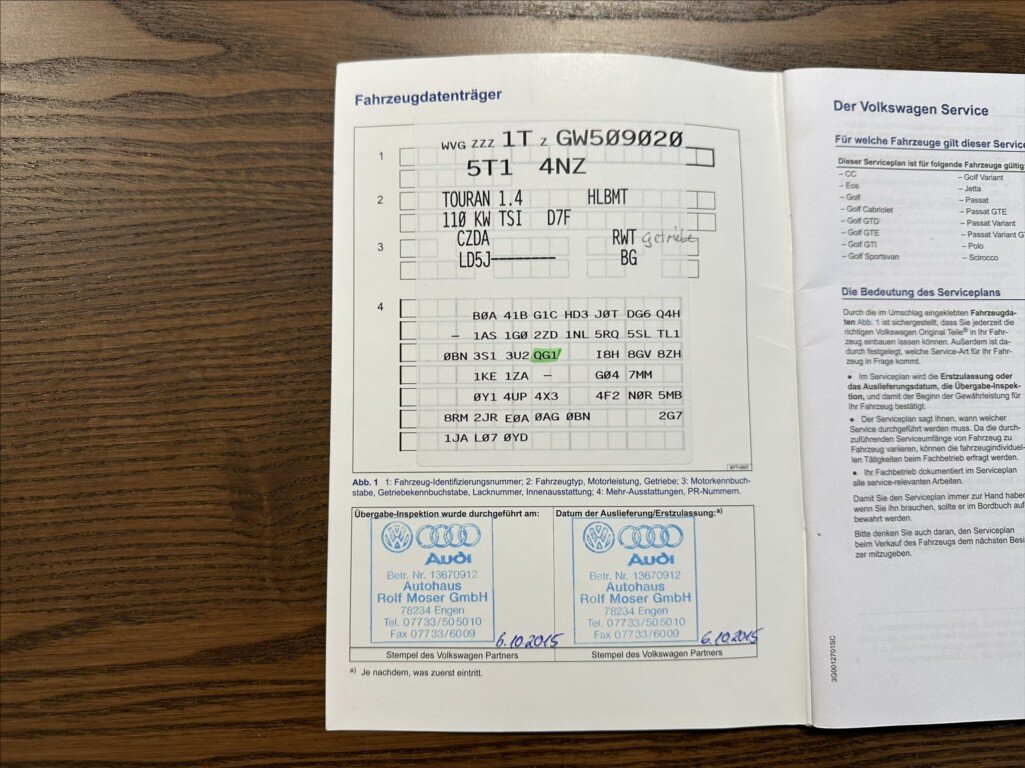 Fahrzeugdatenträger
1
WVG ZZZ 1T Z GW509020
5T1 4NZ
2
TOURAN 1.4 HLBMT
110 KW TSI D7F
3
CZDA RWT Getriebe
LD5J--------- BG
4
B0A 41B G1C HD3 J0T DG6 Q4H
- 1AS 1G0 2ZD 1NL 5RQ 5SL TL1
0BN 3S1 3U2 QG1 I8H 8GV 8ZH
1KE 1ZA - G04 7MM
0Y1 4UP 4X3 4F2 N0R 5MB
8RM 2JR E0A 0AG 0BN 2G7
1JA L07 0YD
BTT-0507
Abb. 1 1: Fahrzeug-Identifizierungsnummer; 2: Fahrzeugtyp, Motorleistung, Getriebe; 3: Motorkennbuch-
stabe, Getriebekennbuchstabe, Lacknummer, Innenausstattung; 4: Mehr-Ausstattungen, PR-Nummern.
Übergabe-Inspektion wurde durchgeführt am:
Audi
Betr. Nr. 13670912
Autohaus
Rolf Moser GmbH
78234 Engen
Tel. 07733/505010
Fax 07733/6009
6.10.2015
Stempel des Volkswagen Partners
Datum der Auslieferung/Erstzulassung:a)
Audi
Betr. Nr. 13670912
Autohaus
Rolf Moser GmbH
78234 Engen
Tel. 07733/505010
Fax 07733/6009
6.10.2015
Stempel des Volkswagen Partners
a) Je nachdem, was zuerst eintritt.
Der Volkswagen Service
Für welche Fahrzeuge gilt dieser Service
Dieser Serviceplan ist für folgende Fahrzeuge gültig
– CC
– Eos
– Golf
– Golf Cabriolet
– Golf GTD
– Golf GTE
– Golf GTI
– Golf Sportsvan
– Golf Variant
– Jetta
– Passat
– Passat GTE
– Passat Variant
– Passat Variant GT
– Polo
– Scirocco
Die Bedeutung des Serviceplans
Durch die im Umschlag eingeklebten Fahrzeugda-
ten Abb. 1 ist sichergestellt, dass Sie jederzeit die
richtigen Volkswagen Original Teile® in Ihr Fahr-
zeug einbauen lassen können. Außerdem ist da-
durch festgelegt, welche Service-Art für Ihr Fahr-
zeug in Frage kommt.
• Im Serviceplan wird die Erstzulassung oder
das Auslieferungsdatum, die Übergabe-Inspek-
tion, und damit der Beginn der Gewährleistung für
Ihr Fahrzeug bestätigt.
• Der Serviceplan sagt Ihnen, wann welcher
Service durchgeführt werden muss. Da die durch-
zuführenden Serviceumfänge von Fahrzeug zu
Fahrzeug variieren, können die fahrzeugindividuel-
len Tätigkeiten beim Fachbetrieb erfragt werden.
• Ihr Fachbetrieb dokumentiert im Serviceplan
alle service-relevanten Arbeiten.
Damit Sie den Serviceplan immer zur Hand haben,
wenn Sie ihn brauchen, sollte er im Bordbuch auf
bewahrt werden.
Bitte denken Sie auch daran, den Serviceplan
beim Verkauf des Fahrzeugs dem nächsten Besi
zer mitzugeben.
3G0012701SC